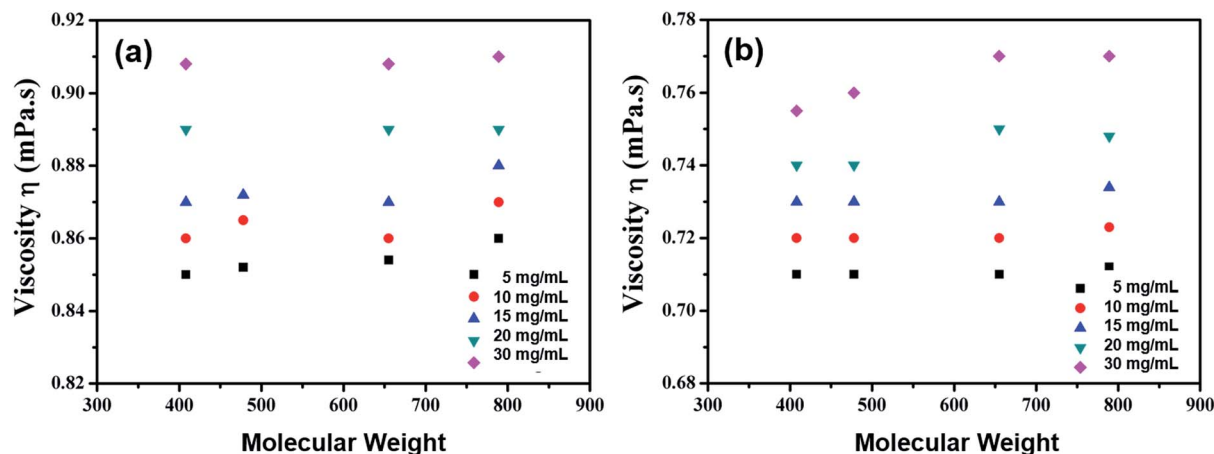 (a)
Viscosity η (mPa.s)
0.92
0.90
0.88
0.86
0.84
0.82
5 mg/mL
10 mg/mL
15 mg/mL
20 mg/mL
30 mg/mL
300 400 500 600 700 800 900
Molecular Weight
(b)
Viscosity η (mPa.s)
0.78
0.76
0.74
0.72
0.70
0.68
5 mg/mL
10 mg/mL
15 mg/mL
20 mg/mL
30 mg/mL
300 400 500 600 700 800 900
Molecular Weight